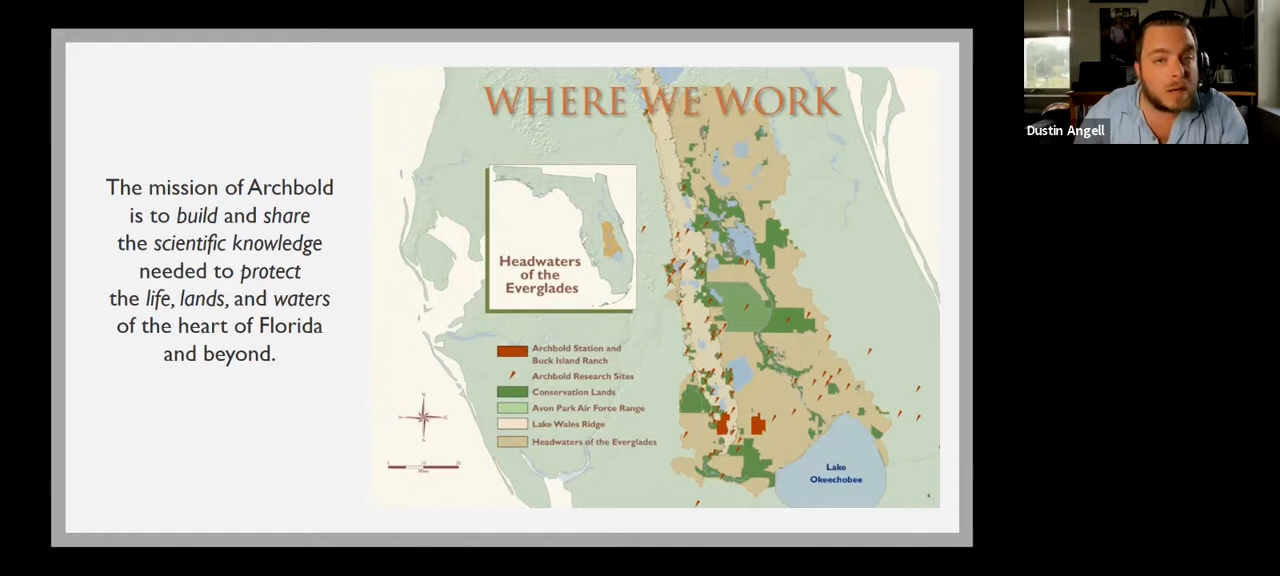 The mission of Archbold
is to build and share
the scientific knowledge
needed to protect
the life, lands, and waters
of the heart of Florida
and beyond.
WHERE WE WORK
Headwaters
of the
Everglades
Archbold Station and
Buck Island Ranch
Archbold Research Sites
Conservation Lands
Avon Park Air Force Range
Lake Wales Ridge
Headwaters of the Everglades
Lake
Okeechobee
Dustin Angell